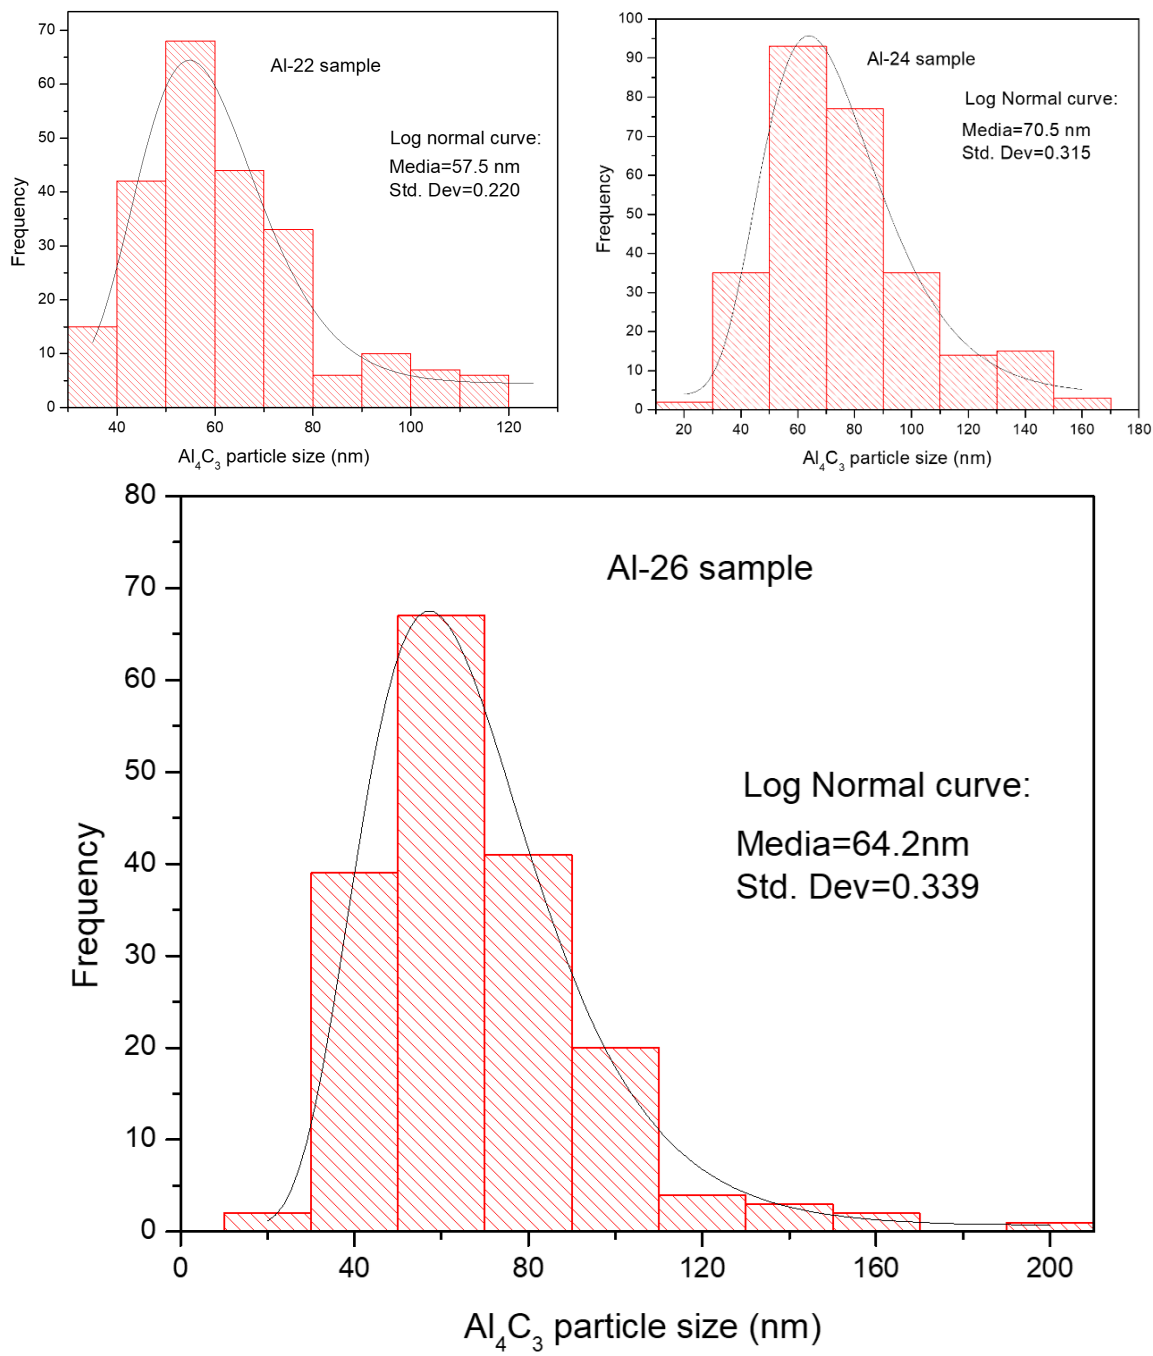 70
60
50
40
30
20
10
0
Frequency
Al-22 sample
Log normal curve:
Media=57.5 nm
Std. Dev=0.220
40 60 80 100 120
Al4C3 particle size (nm)
100
90
80
70
60
50
40
30
20
10
0
Frequency
Al-24 sample
Log Normal curve:
Media=70.5 nm
Std. Dev=0.315
20 40 60 80 100 120 140 160 180
Al4C3 particle size (nm)
80
70
60
50
40
30
20
10
0
Frequency
Al-26 sample
Log Normal curve:
Media=64.2nm
Std. Dev=0.339
0 40 80 120 160 200
Al4C3 particle size (nm)